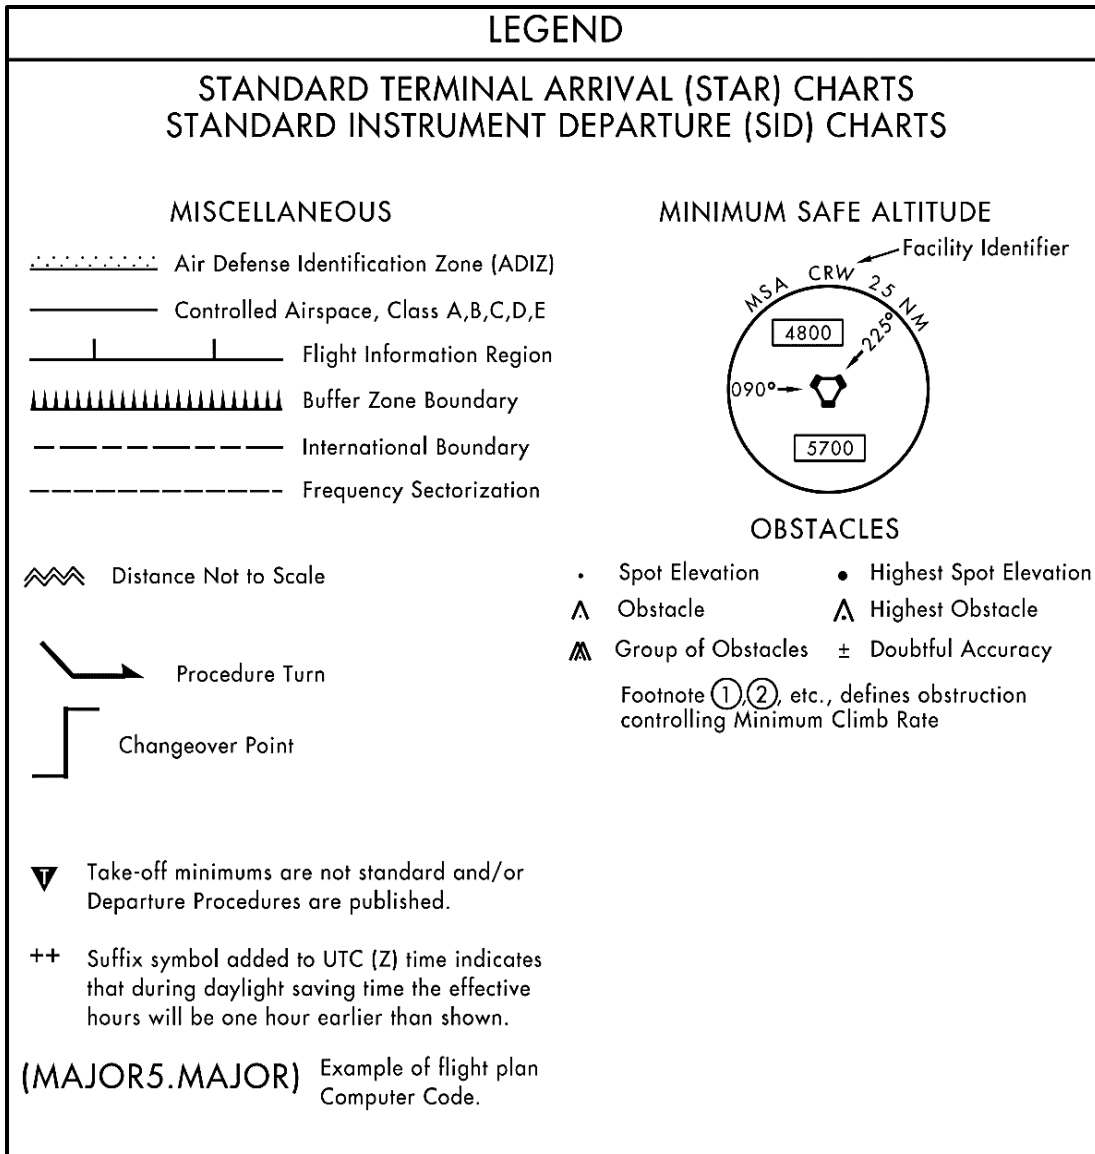 LEGEND
STANDARD TERMINAL ARRIVAL (STAR) CHARTS
STANDARD INSTRUMENT DEPARTURE (SID) CHARTS
MISCELLANEOUS
Air Defense Identification Zone (ADIZ)
Controlled Airspace, Class A,B,C,D,E
Flight Information Region
Buffer Zone Boundary
International Boundary
Frequency Sectorization
Distance Not to Scale
Procedure Turn
Changeover Point
T Take-off minimums are not standard and/or
Departure Procedures are published.
++ Suffix symbol added to UTC (Z) time indicates
that during daylight saving time the effective
hours will be one hour earlier than shown.
(MAJOR5.MAJOR) Example of flight plan
Computer Code.
MINIMUM SAFE ALTITUDE
Facility Identifier
MSA CRW 25 NM
4800
225°
090°
5700
OBSTACLES
Spot Elevation
Highest Spot Elevation
Obstacle
Highest Obstacle
Group of Obstacles
± Doubtful Accuracy
Footnote 1, 2, etc., defines obstruction
controlling Minimum Climb Rate